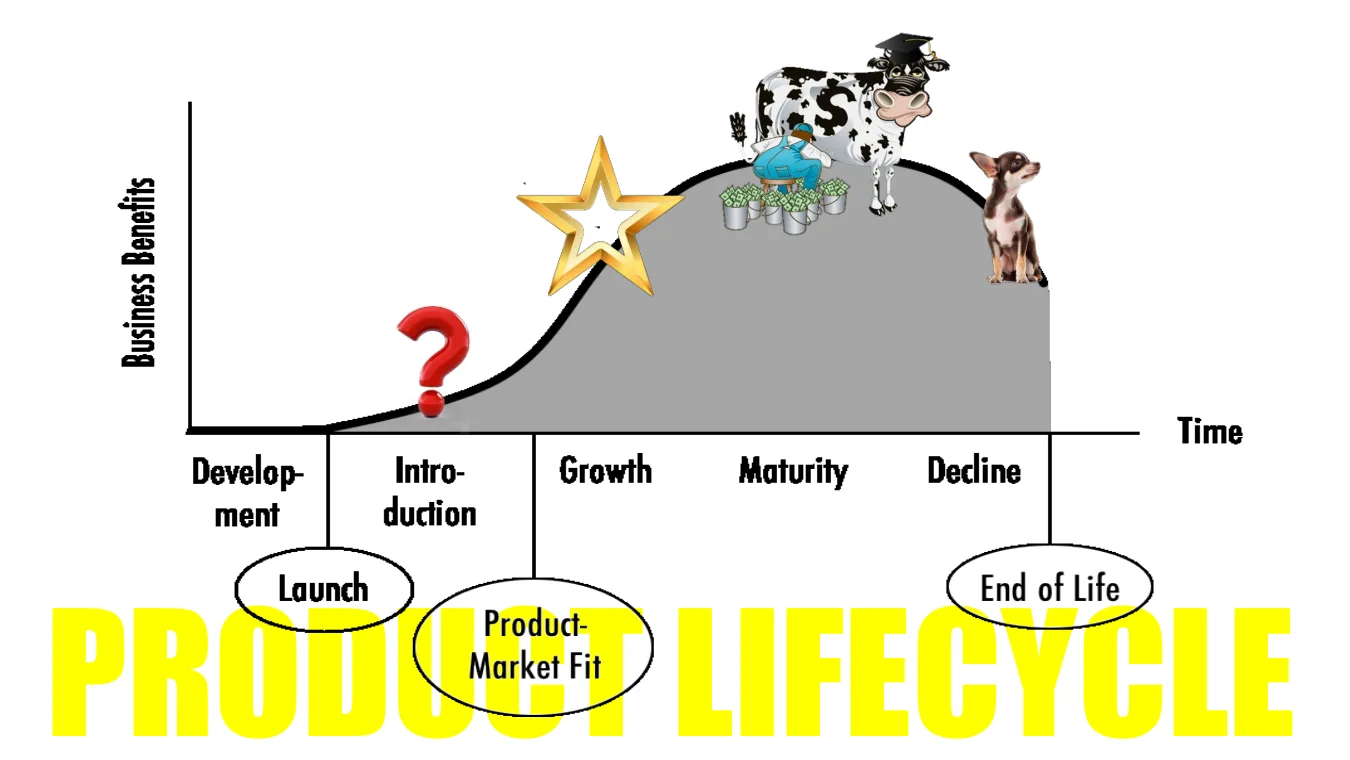 Business Benefits
Time
Develop-
ment
Intro-
duction
Growth
Maturity
Decline
Launch
Product-
Market Fit
End of Life
PRODUCT LIFECYCLE
S